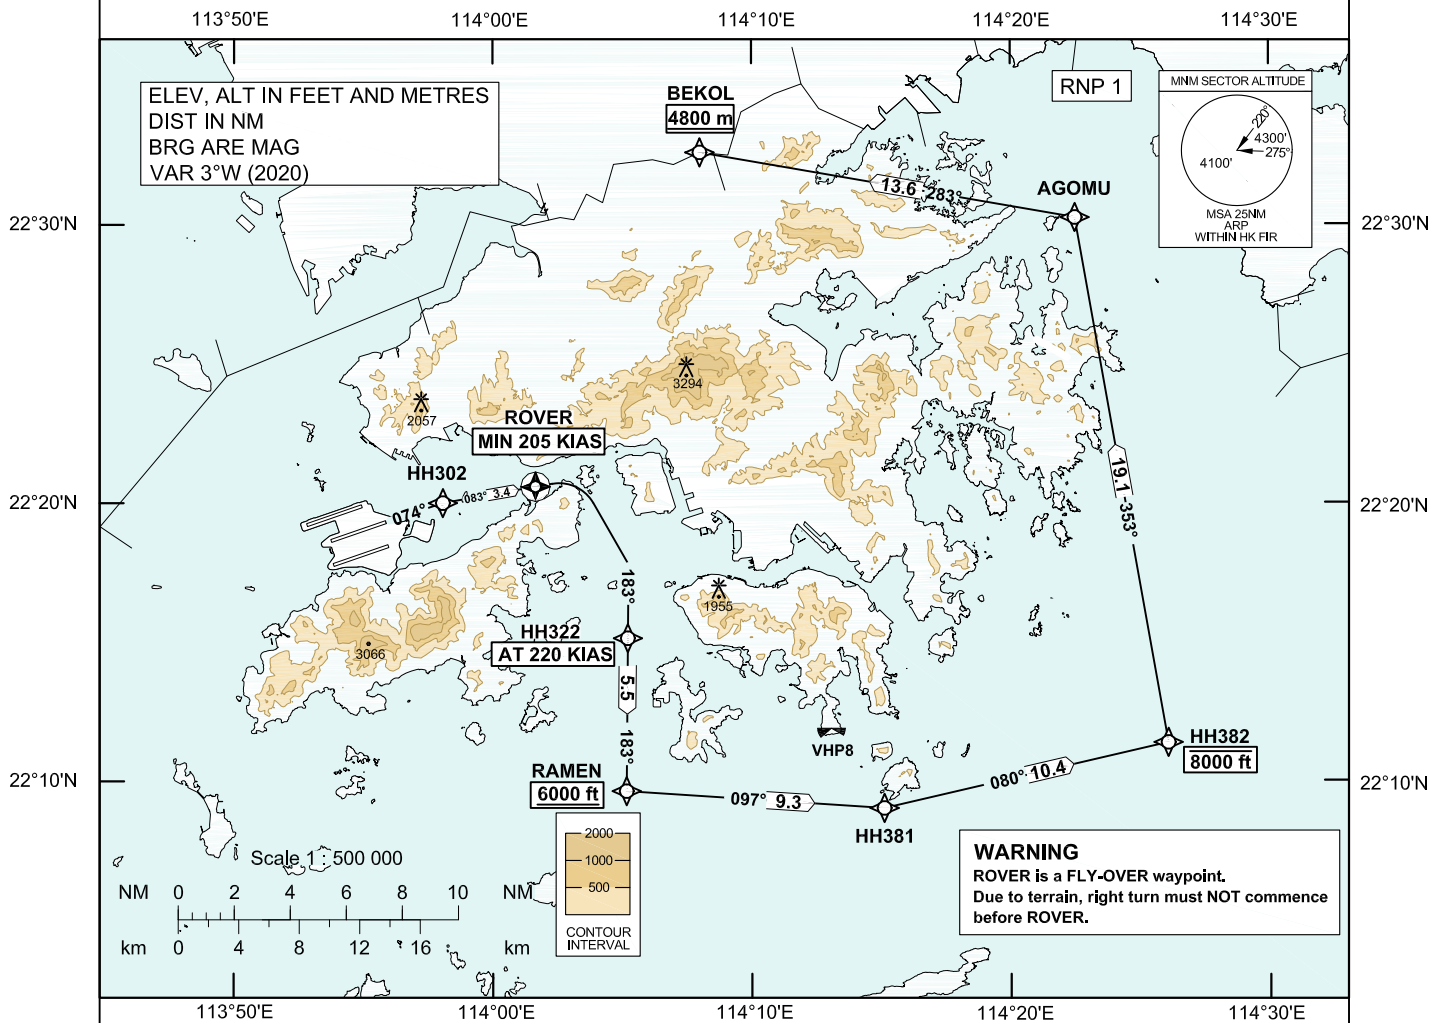 113°50'E
114°00'E
114°10'E
114°20'E
114°30'E
ELEV, ALT IN FEET AND METRES
DIST IN NM
BRG ARE MAG
VAR 3°W (2020)
BEKOL
4800 m
RNP 1
MNM SECTOR ALTITUDE
220°
4300'
275°
4100'
MSA 25NM
ARP
WITHIN HK FIR
13.6 283°
AGOMU
22°30'N
22°30'N
3294
2057
ROVER
MIN 205 KIAS
HH302
074°
083° 3.4
19.1 353°
22°20'N
22°20'N
183°
1955
HH322
AT 220 KIAS
3066
5.5
183°
VHP8
HH382
8000 ft
RAMEN
6000 ft
097° 9.3
080° 10.4
HH381
22°10'N
22°10'N
2000
1000
500
CONTOUR
INTERVAL
Scale 1 : 500 000
NM 0 2 4 6 8 10 NM
km 0 4 8 12 16 km
WARNING
ROVER is a FLY-OVER waypoint.
Due to terrain, right turn must NOT commence
before ROVER.
113°50'E
114°00'E
114°10'E
114°20'E
114°30'E